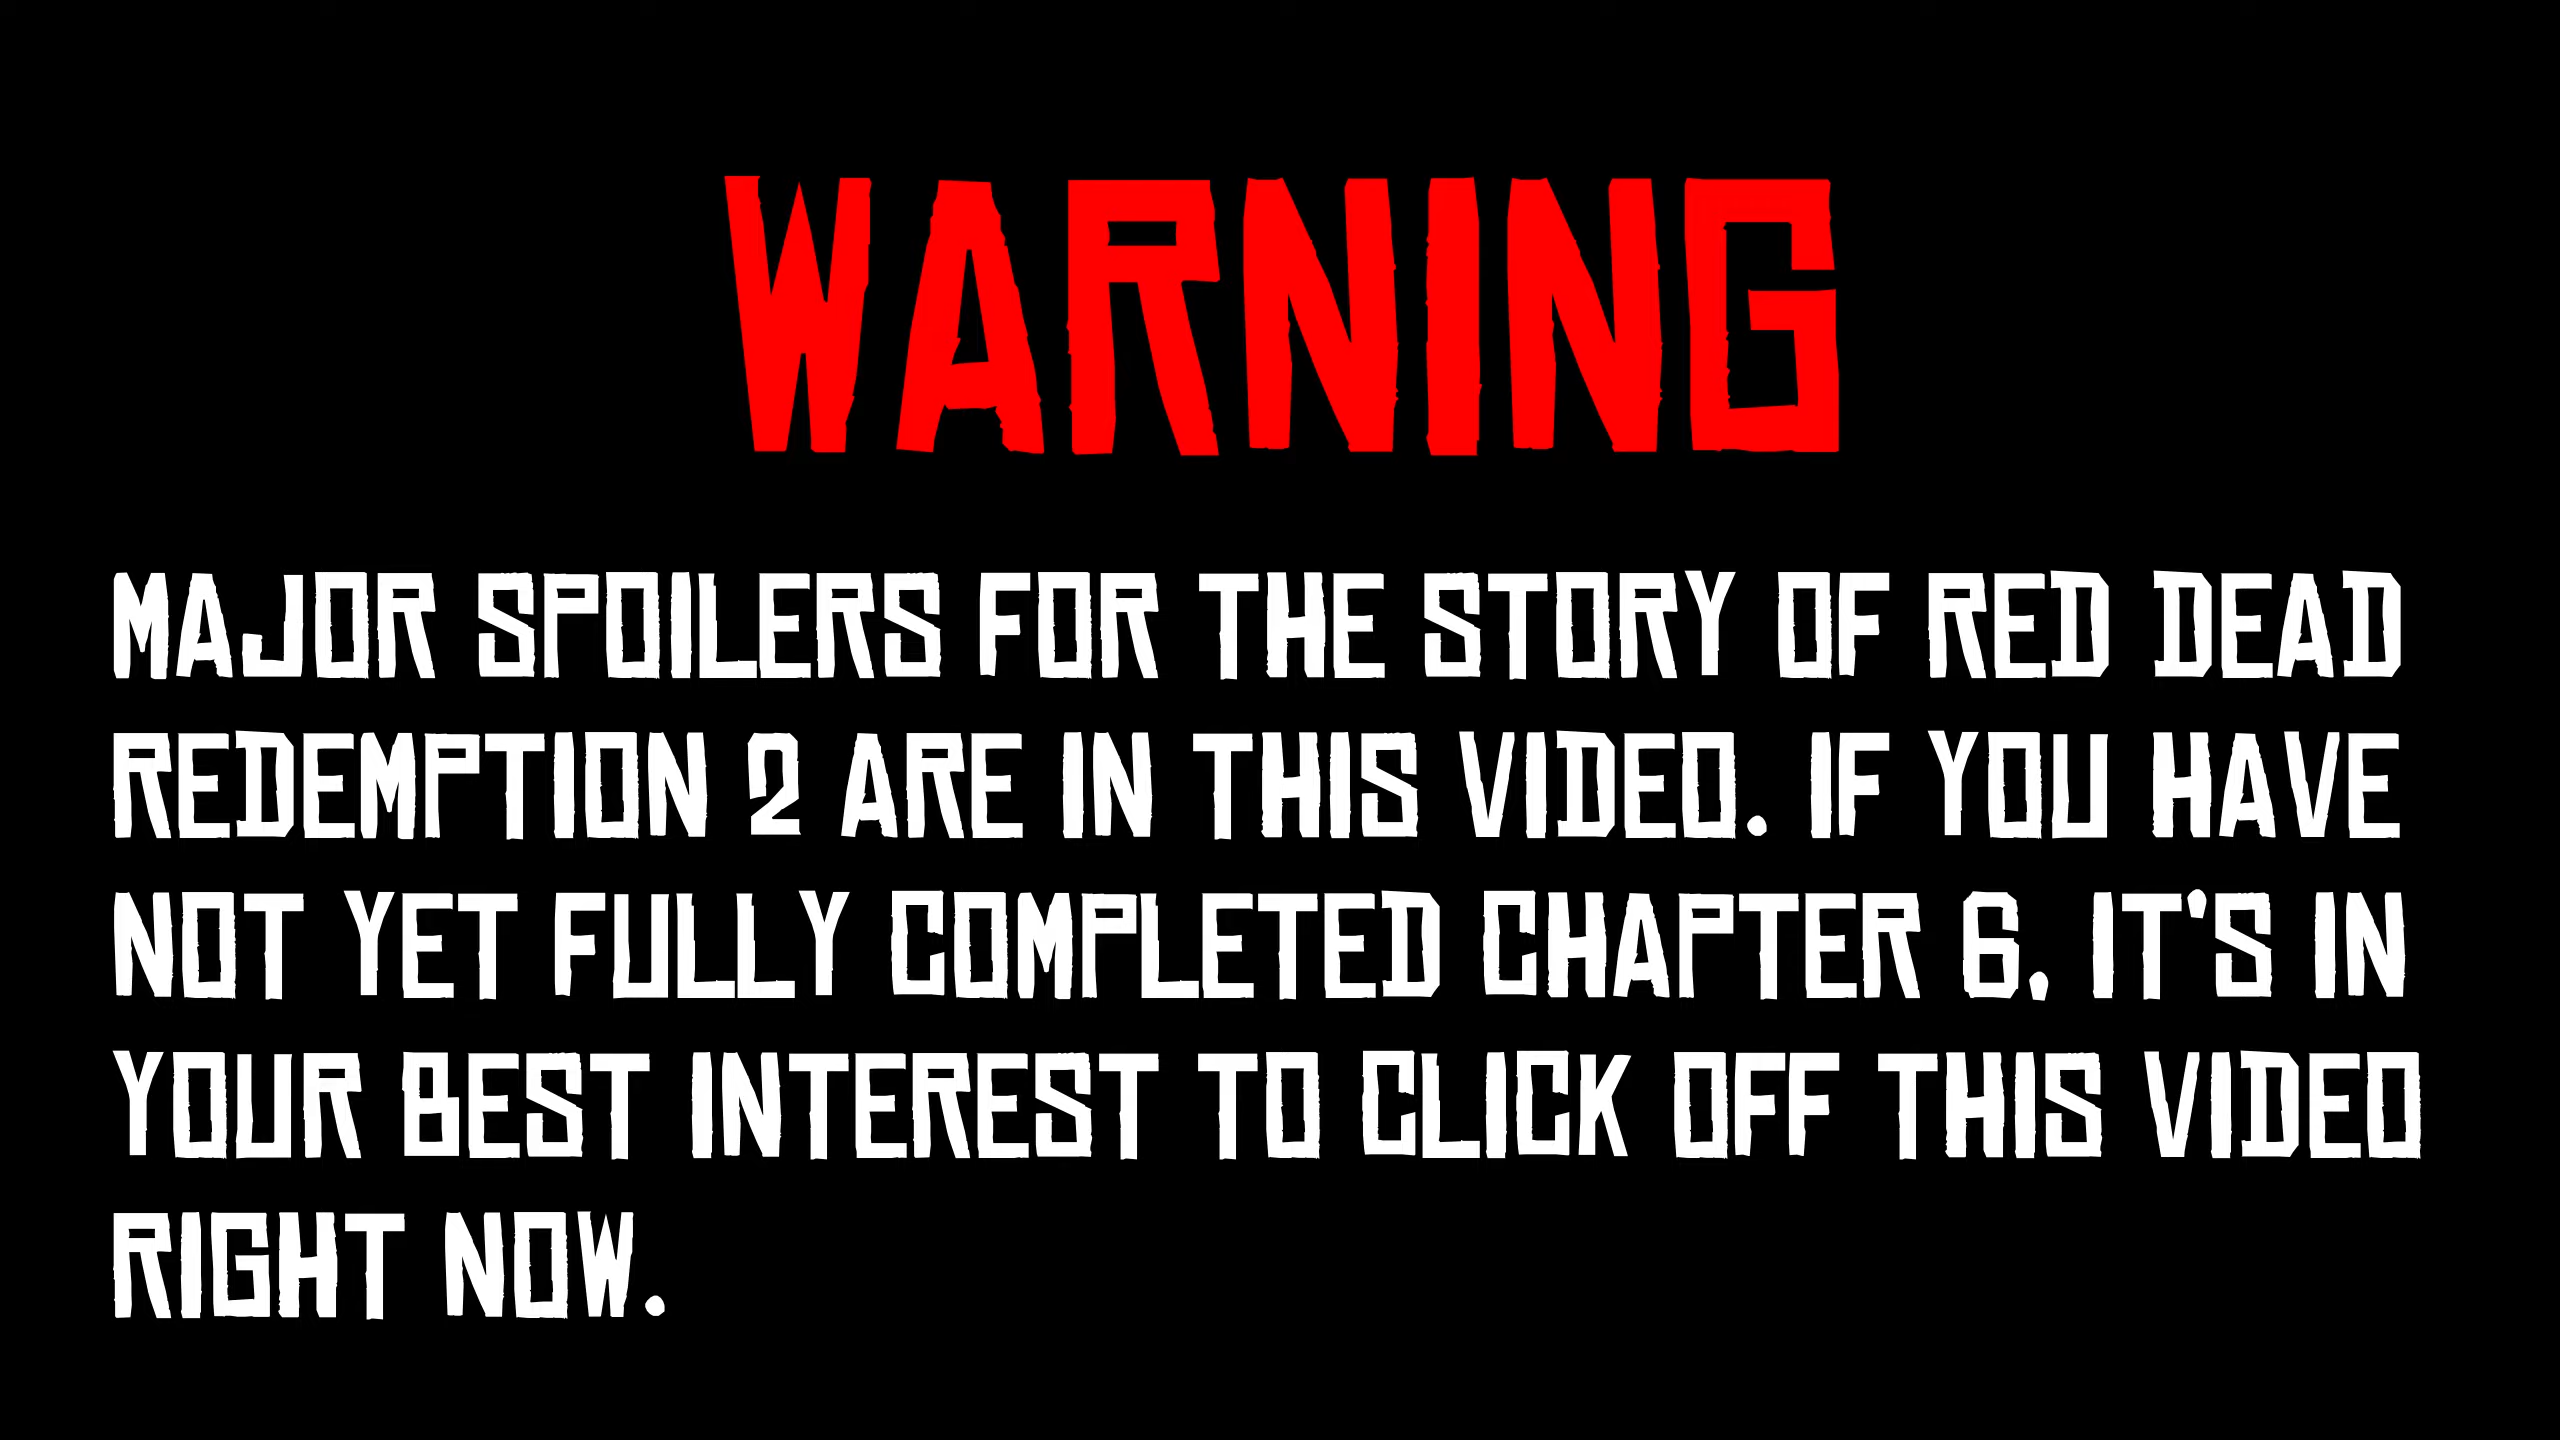 WARNING
MAJOR SPOILERS FOR THE STORY OF RED DEAD
REDEMPTION 2 ARE IN THIS VIDEO. IF YOU HAVE
NOT YET FULLY COMPLETED CHAPTER 6, IT'S IN
YOUR BEST INTEREST TO CLICK OFF THIS VIDEO
RIGHT NOW.